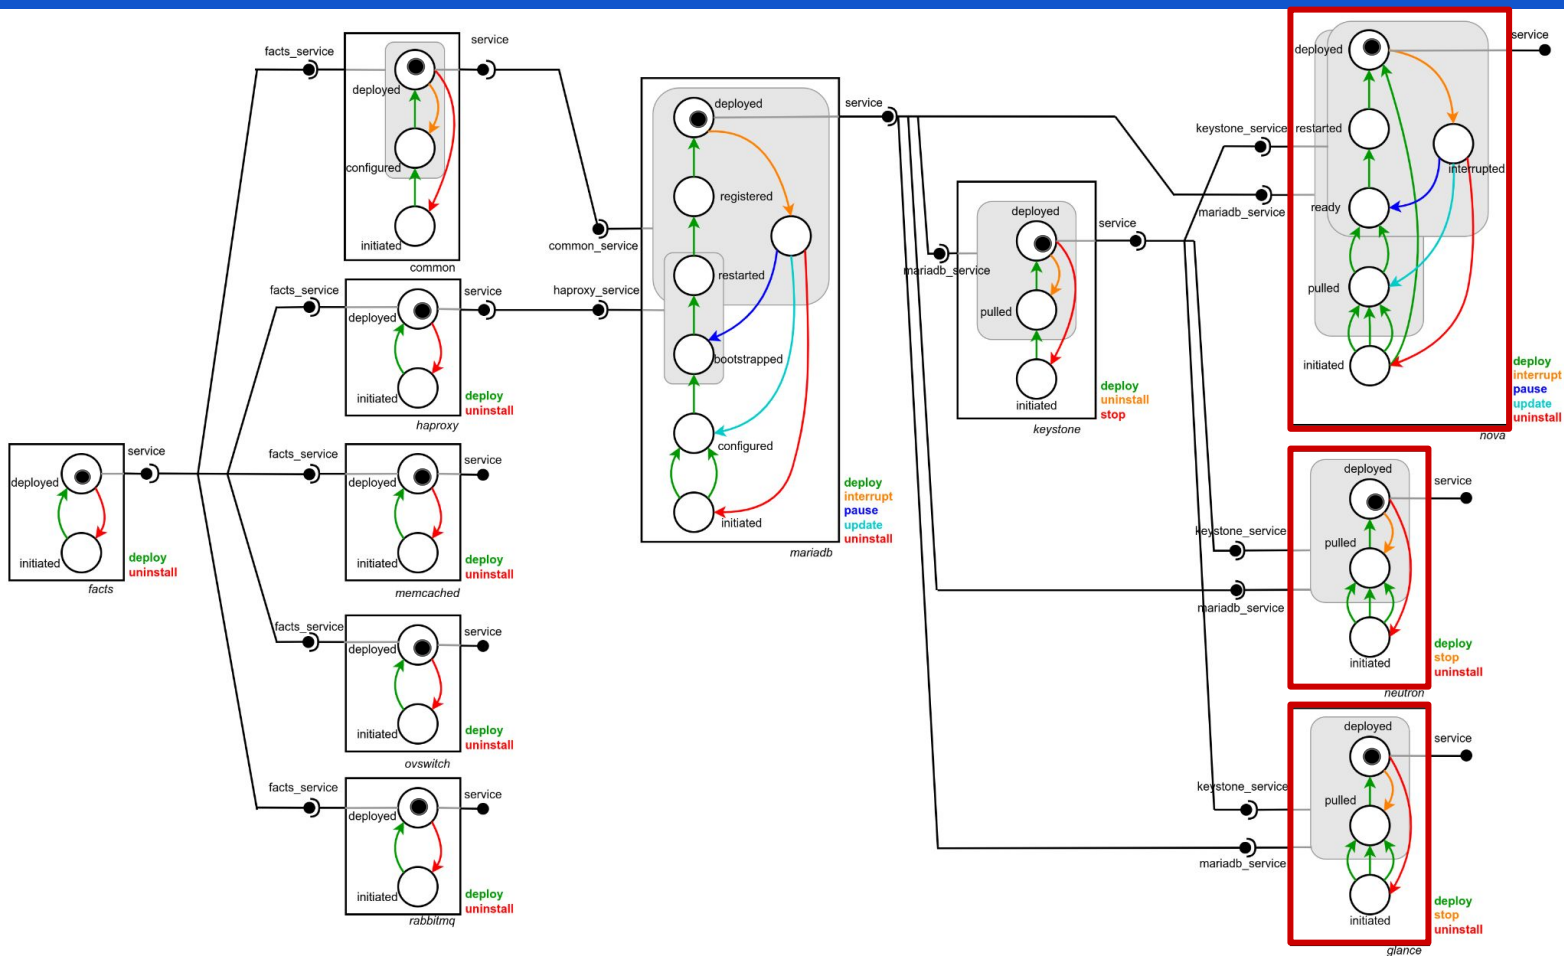 facts_service
service
deployed
configured
initiated
common
facts_service
service
deployed
initiated
deploy
uninstall
haproxy
service
deployed
initiated
deploy
uninstall
facts
facts_service
service
deployed
initiated
deploy
uninstall
memcached
facts_service
service
deployed
initiated
deploy
uninstall
ovswitch
facts_service
service
deployed
initiated
deploy
uninstall
rabbitmq
common_service
haproxy_service
deployed
service
registered
restarted
bootstrapped
configured
initiated
deploy
interrupt
pause
update
uninstall
mariadb
mariadb_service
deployed
service
pulled
initiated
deploy
uninstall
stop
keystone
keystone_service
mariadb_service
deployed
service
restarted
interrupted
ready
pulled
initiated
deploy
interrupt
pause
update
uninstall
nova
keystone_service
mariadb_service
deployed
service
pulled
initiated
deploy
stop
uninstall
neutron
keystone_service
mariadb_service
deployed
service
pulled
initiated
deploy
stop
uninstall
glance